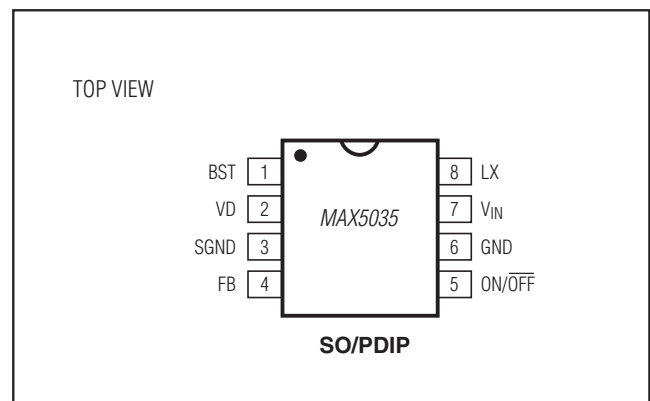 TOP VIEW
BST 1 8 LX
VD 2 7 VIN
SGND 3 6 GND
FB 4 5 ON/OFF
MAX5035
SO/PDIP